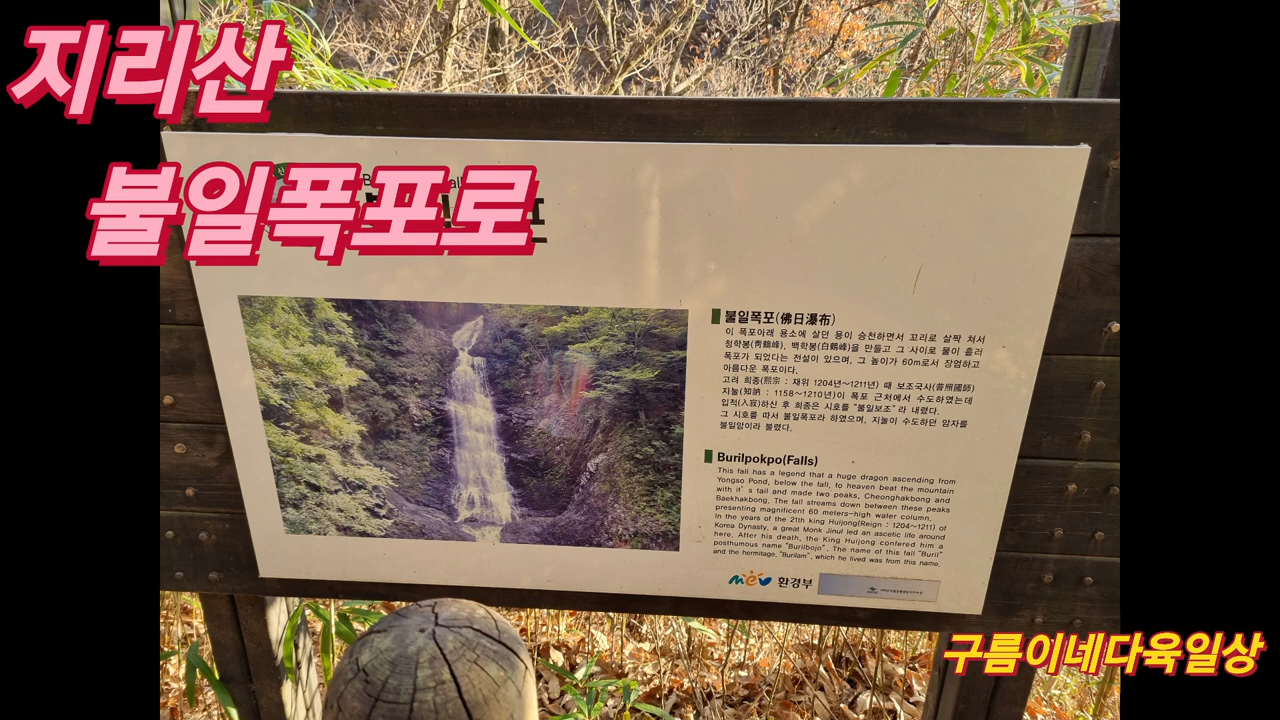 지리산
불일폭포로
불일폭포(佛日瀑布)
이 폭포아래 용소에 살던 용이 승천하면서 꼬리로 살짝 쳐서
청학봉(靑鶴峰), 백학봉(白鶴峰)을 만들고 그 사이로 물이 흘러
폭포가 되었다는 전설이 있으며, 그 높이가 60m로서 장엄하고
아름다운 폭포이다.
고려 희종(熙宗 : 재위 1204년~1211년) 때 보조국사(普照國師)
지눌(知訥 : 1158~1210년)이 폭포 근처에서 수도하였는데
입적(入寂)하신 후 희종은 시호를 "불일보조" 라 내렸다.
그 시호를 따서 불일폭포라 하였으며, 지눌이 수도하던 암자를
불일암이라 불렸다.
Burilpokpo(Falls)
This fall has a legend that a huge dragon ascending from
Yongso Pond, below the fall, to heaven beat the mountain
with it's tail and made two peaks, Cheonghakbong and
Baekhakbong. The fall streams down between these peaks
presenting magnificent 60 meters-high water column.
In the years of the 21th king Huijong(Reign : 1204~1211) of
Korea Dynasty, a great Monk Jinul led an ascetic life around
here. After his death, the King Huijong confered him a
posthumous name "Burilbojo". The name of this fall "Buril"
and the hermitage, "Burilam", which he lived was from this name.
mev 환경부
구름이네다육일상